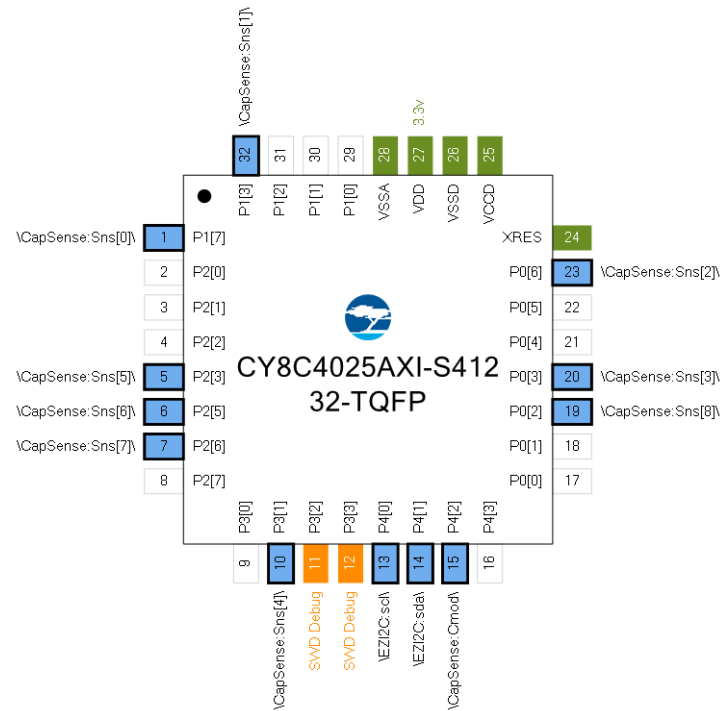 \CapSense:Sns[1]\
3.3v
32 31 30 29 28 27 26 25
P1[3] P1[2] P1[1] P1[0] VSSA VDD VSSD VCCD
\CapSense:Sns[0]\ 1 P1[7] XRES 24
2 P2[0] P0[6] 23 \CapSense:Sns[2]\
3 P2[1] P0[5] 22
4 P2[2] P0[4] 21
\CapSense:Sns[5]\ 5 P2[3] P0[3] 20 \CapSense:Sns[3]\
\CapSense:Sns[6]\ 6 P2[5] P0[2] 19 \CapSense:Sns[8]\
\CapSense:Sns[7]\ 7 P2[6] P0[1] 18
8 P2[7] P0[0] 17
CY8C4025AXI-S412
32-TQFP
P3[0] P3[1] P3[2] P3[3] P4[0] P4[1] P4[2] P4[3]
9 10 11 12 13 14 15 16
\CapSense:Sns[4]\
SWD Debug
SWD Debug
\EZI2C:scl\
\EZI2C:sda\
\CapSense:Cmod\